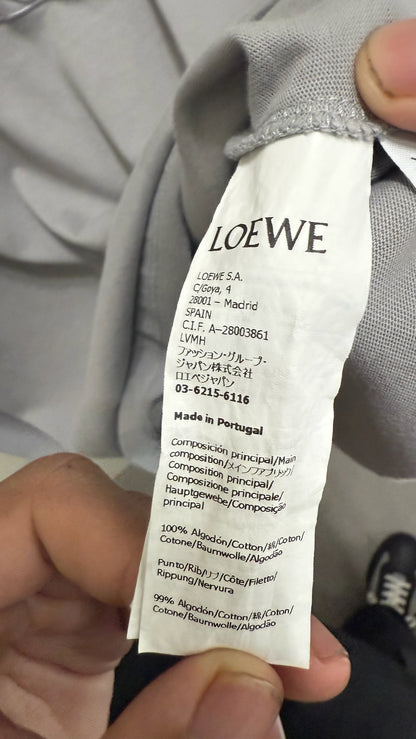 LOEWE
LOEWE S.A.
C/Goya, 4
28001 – Madrid
SPAIN
C.I.F. A-28003861
LVMH
ファッション・グループ・
ジャパン株式会社
ロエベジャパン
03-6215-6116
Made in Portugal
Composición principal/Main
composition/メインファブリック/
Composition principal/
Composizione principale/
Hauptgewebe/Composição
principal
100% Algodón/Cotton/綿/Coton/
Cotone/Baumwolle/Algodão
Punto/Rib/リブ/Côte/Filetto/
Rippung/Nervura
99% Algodón/Cotton/綿/Coton/
Cotone/Baumwolle/Algodão